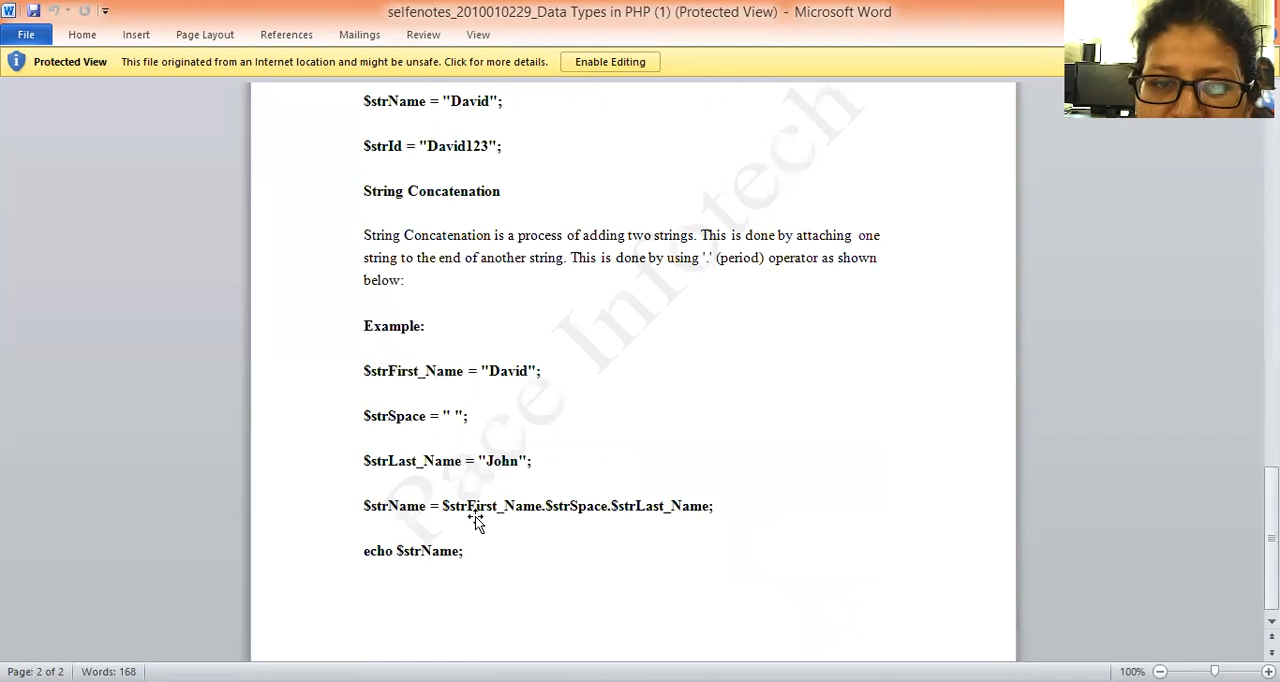 selfenotes_2010010229_Data Types in PHP (1) (Protected View) - Microsoft Word
File Home Insert Page Layout References Mailings Review View
Protected View This file originated from an Internet location and might be unsafe. Click for more details. Enable Editing
$strName = "David";
$strId = "David123";
String Concatenation
String Concatenation is a process of adding two strings. This is done by attaching one
string to the end of another string. This is done by using '.' (period) operator as shown
below:
Example:
$strFirst_Name = "David";
$strSpace = " ";
$strLast_Name = "John";
$strName = $strFirst_Name.$strSpace.$strLast_Name;
echo $strName;
Pace Infotech
Page: 2 of 2 Words: 168 100%